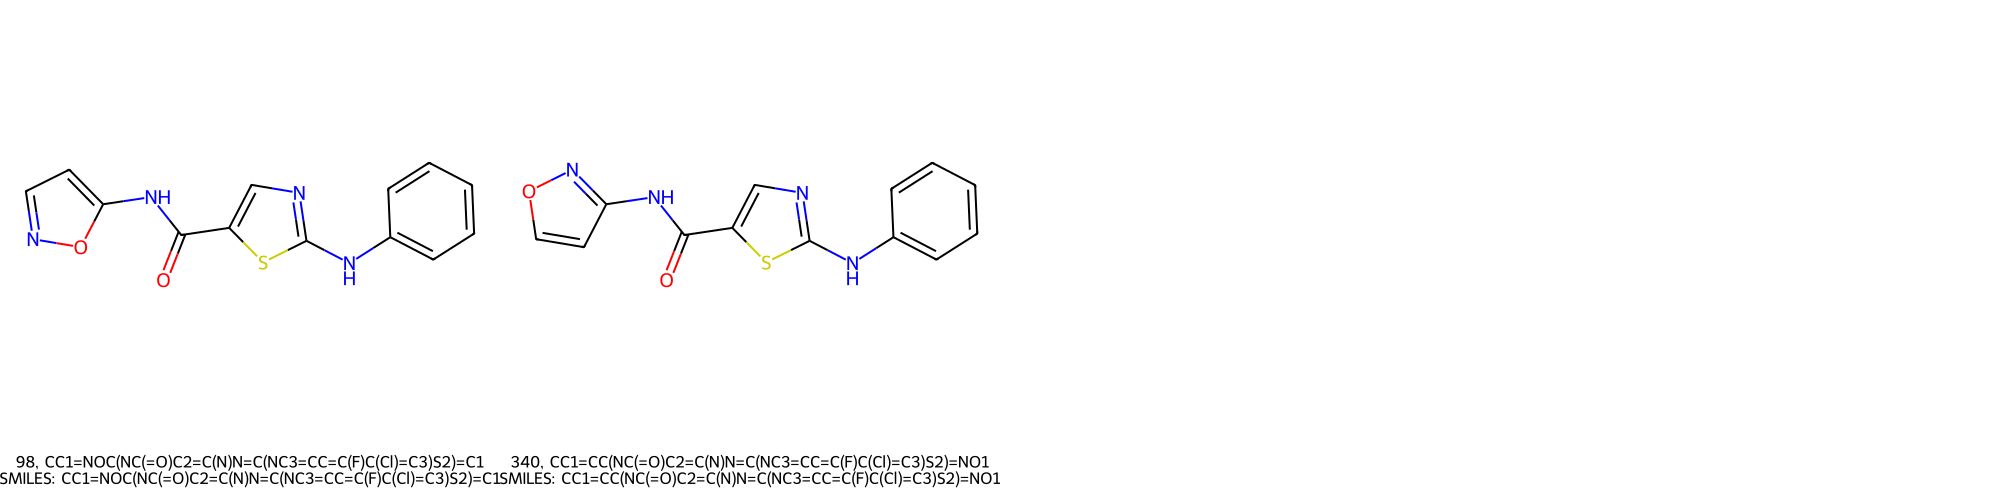 NH N O N O S N H
O N NH N O S N H
98, CC1=NOC(NC(=O)C2=C(N)N=C(NC3=CC=C(F)C(Cl)=C3)S2)=C1 340, CC1=CC(NC(=O)C2=C(N)N=C(NC3=CC=C(F)C(Cl)=C3)S2)=NO1
SMILES: CC1=NOC(NC(=O)C2=C(N)N=C(NC3=CC=C(F)C(Cl)=C3)S2)=C1SMILES: CC1=CC(NC(=O)C2=C(N)N=C(NC3=CC=C(F)C(Cl)=C3)S2)=NO1